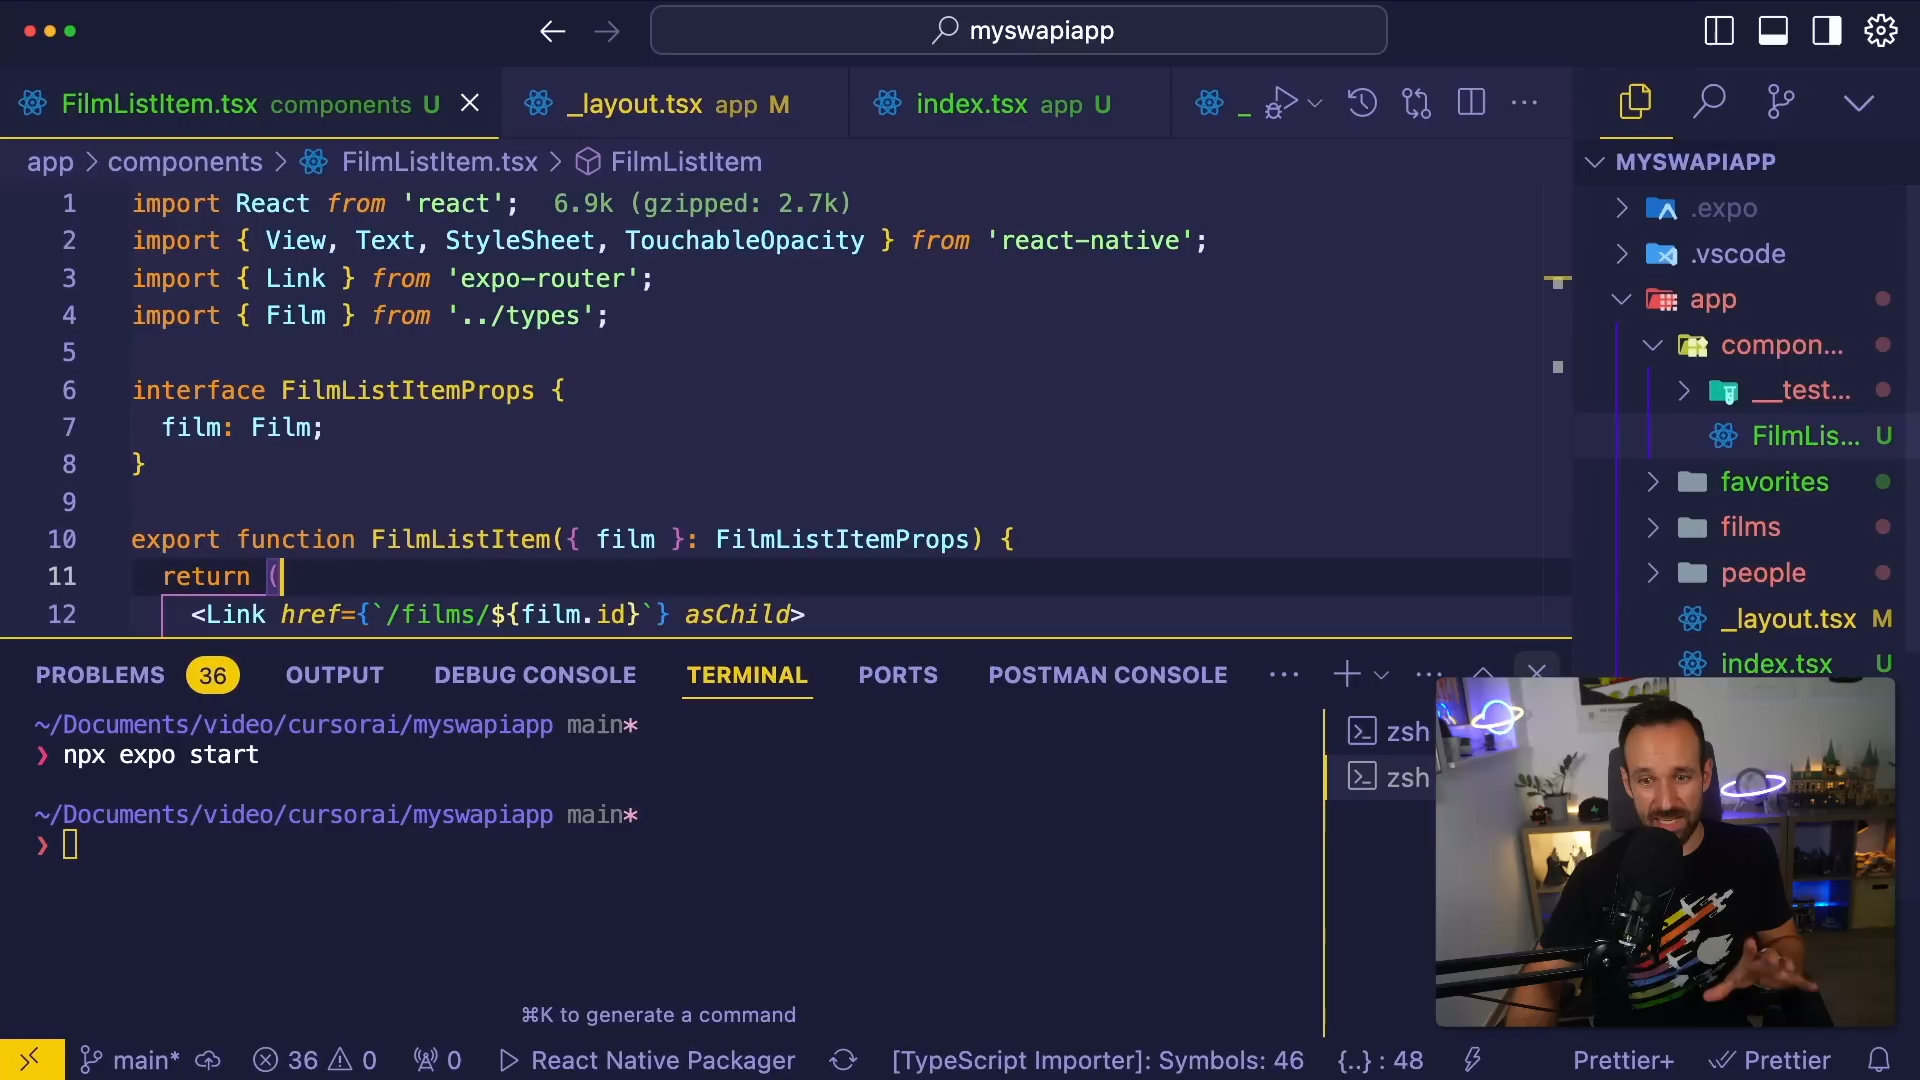 myswapiapp
FilmListItem.tsx components U
_layout.tsx app M
index.tsx app U
_
app > components > FilmListItem.tsx > FilmListItem
1 import React from 'react'; 6.9k (gzipped: 2.7k)
2 import { View, Text, StyleSheet, TouchableOpacity } from 'react-native';
3 import { Link } from 'expo-router';
4 import { Film } from '../types';
5
6 interface FilmListItemProps {
7 film: Film;
8 }
9
10 export function FilmListItem({ film }: FilmListItemProps) {
11 return (
12 <Link href={`/films/${film.id}`} asChild>
MYSWAPIAPP
.expo
.vscode
app
compon...
__test...
FilmLis... U
favorites
films
people
_layout.tsx M
index.tsx U
PROBLEMS 36 OUTPUT DEBUG CONSOLE TERMINAL PORTS POSTMAN CONSOLE
~/Documents/video/cursorai/myswapiapp main*
❯ npx expo start
~/Documents/video/cursorai/myswapiapp main*
❯
zsh
zsh
⌘K to generate a command
main* 36 0 0 React Native Packager [TypeScript Importer]: Symbols: 46 {..} : 48 Prettier+ Prettier